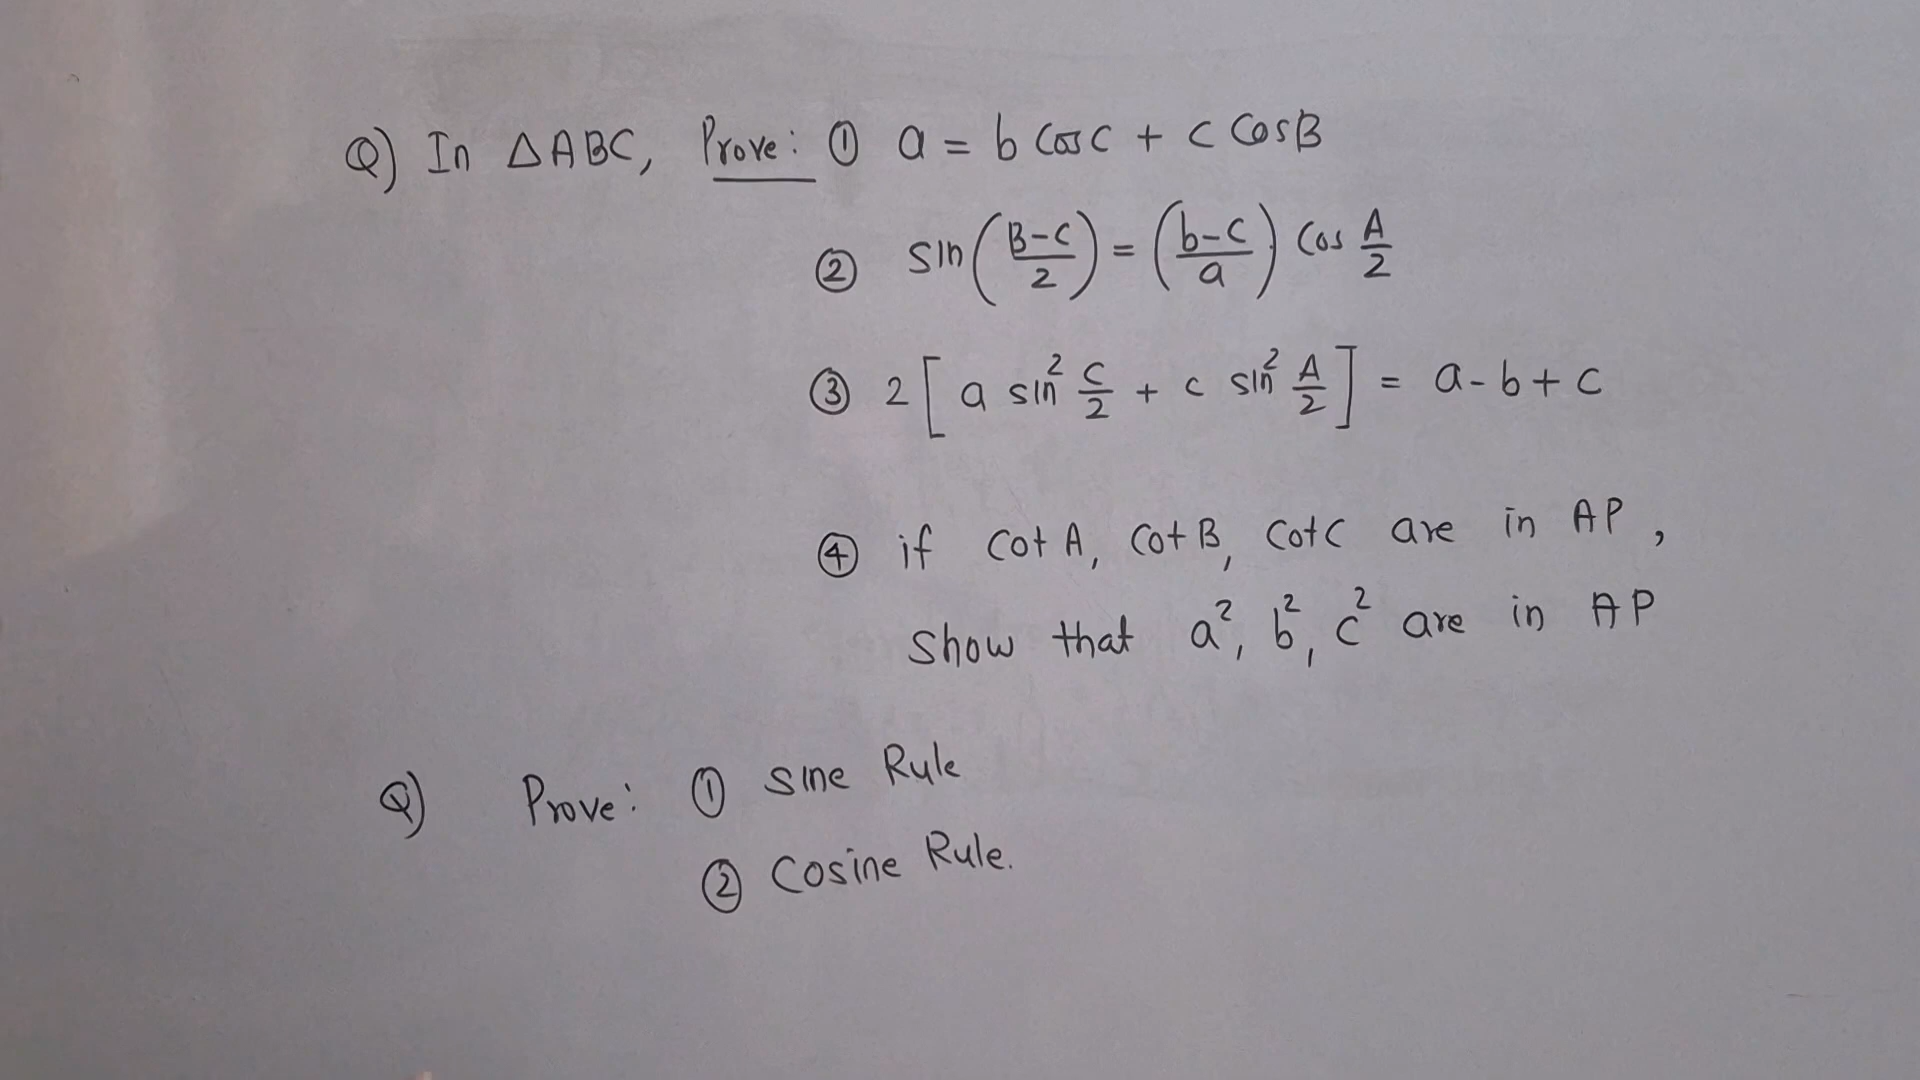 Q) In △ABC, Prove: ① a = b cos C + c Cos B
② sin((B-C)/2) = ((b-c)/a) Cos A/2
③ 2[a sin² C/2 + c sin² A/2] = a-b+c
④ if Cot A, Cot B, Cot C are in AP,
Show that a², b², c² are in AP
Q) Prove: ① Sine Rule
② Cosine Rule.